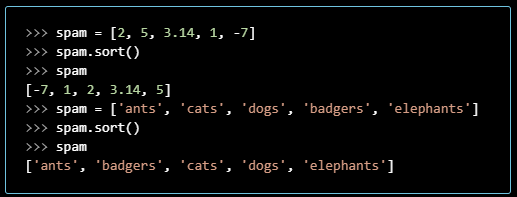 >>> spam = [2, 5, 3.14, 1, -7]
>>> spam.sort()
>>> spam
[-7, 1, 2, 3.14, 5]
>>> spam = ['ants', 'cats', 'dogs', 'badgers', 'elephants']
>>> spam.sort()
>>> spam
['ants', 'badgers', 'cats', 'dogs', 'elephants']